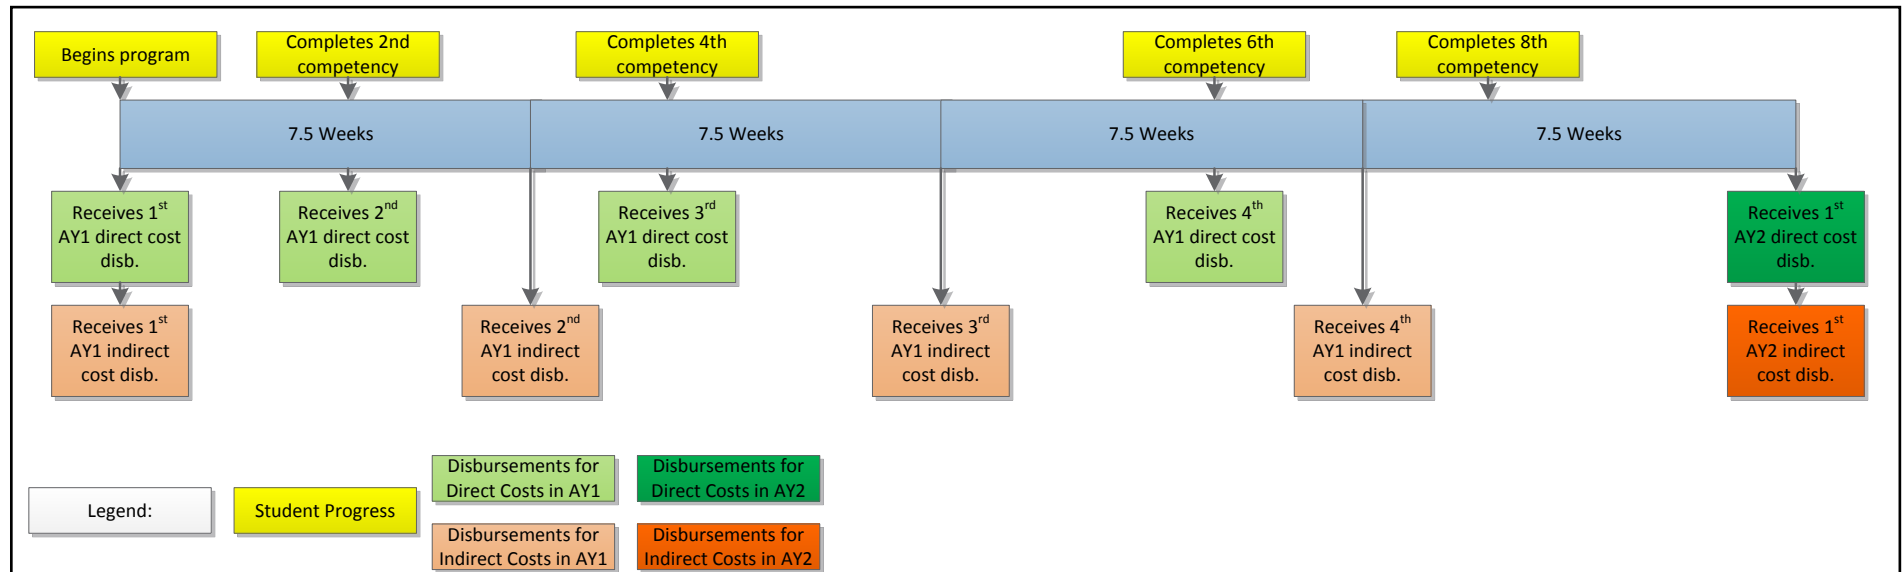 Begins program
Completes 2nd
competency
Completes 4th
competency
Completes 6th
competency
Completes 8th
competency
7.5 Weeks
7.5 Weeks
7.5 Weeks
7.5 Weeks
Receives 1st
AY1 direct cost
disb.
Receives 2nd
AY1 direct cost
disb.
Receives 3rd
AY1 direct cost
disb.
Receives 4th
AY1 direct cost
disb.
Receives 1st
AY2 direct cost
disb.
Receives 1st
AY1 indirect
cost disb.
Receives 2nd
AY1 indirect
cost disb.
Receives 3rd
AY1 indirect
cost disb.
Receives 4th
AY1 indirect
cost disb.
Receives 1st
AY2 indirect
cost disb.
Legend:
Student Progress
Disbursements for
Direct Costs in AY1
Disbursements for
Direct Costs in AY2
Disbursements for
Indirect Costs in AY1
Disbursements for
Indirect Costs in AY2